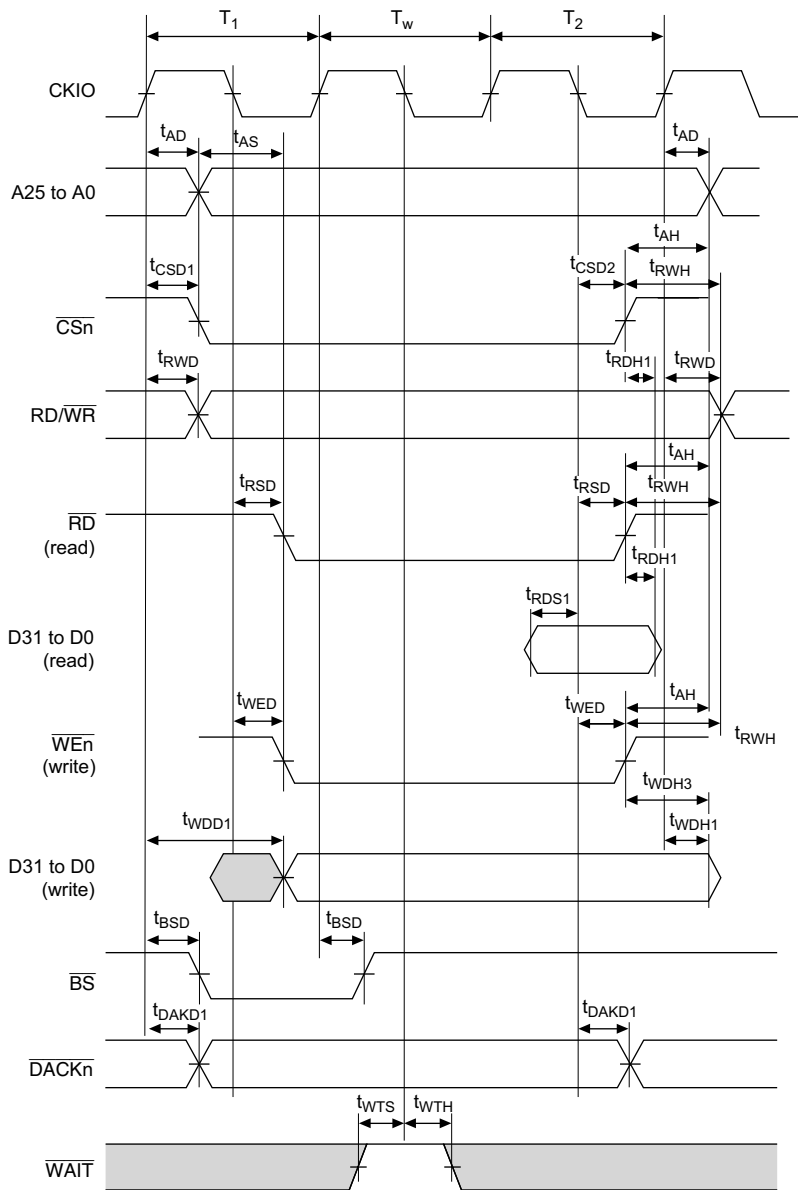 T1 Tw T2
CKIO
tAD tAS tAD
A25 to A0
tAH
tCSD1 tCSD2 tRWH
CSn
tRDH1
tRWD tRWD
RD/WR
tAH
tRSD tRSD tRWH
RD
(read)
tRDH1
tRDS1
D31 to D0
(read)
tAH
tWED tWED
tRWH
WEn
(write)
tWDH3
tWDD1 tWDH1
D31 to D0
(write)
tBSD tBSD
BS
tDAKD1 tDAKD1
DACKn
tWTS tWTH
WAIT